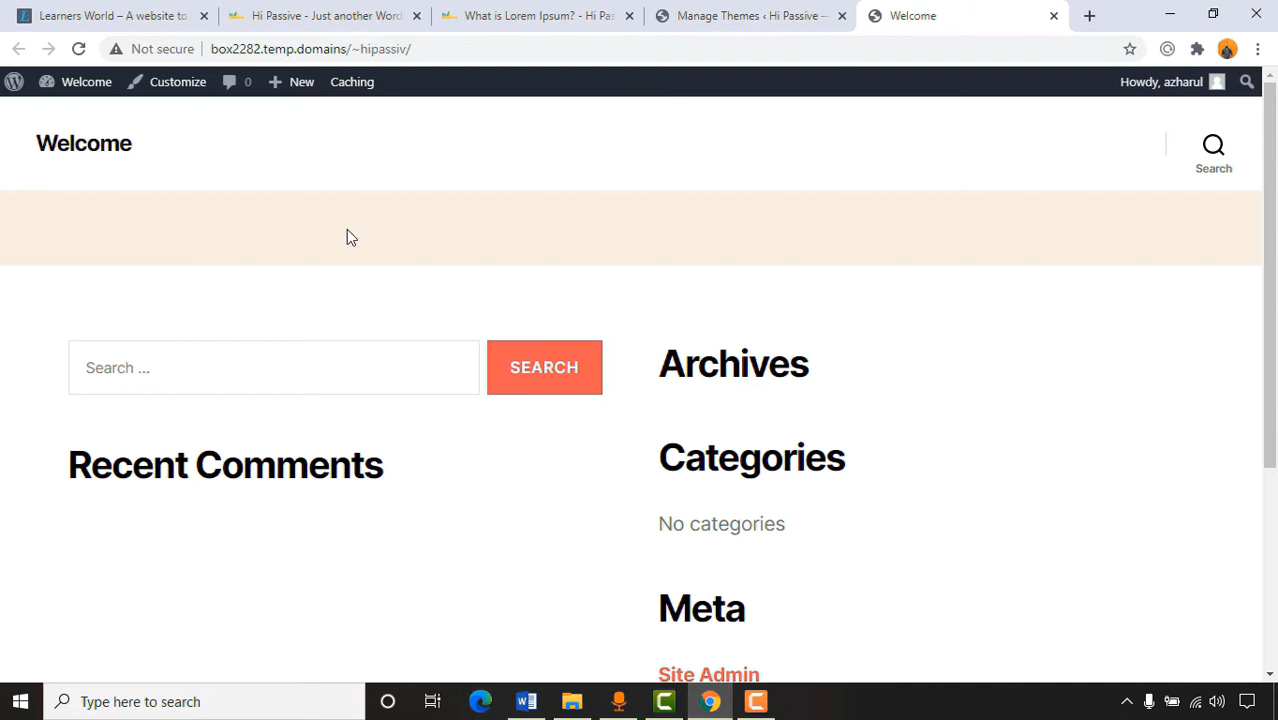 Learners World – A website to
Hi Passive - Just another Word
What is Lorem Ipsum? - Hi Pas
Manage Themes ‹ Hi Passive —
Welcome
Not secure
box2282.temp.domains/~hipassiv/
Welcome
Customize
0
New
Caching
Howdy, azharul
Welcome
Search
Search ...
SEARCH
Archives
Recent Comments
Categories
No categories
Meta
Site Admin
Type here to search